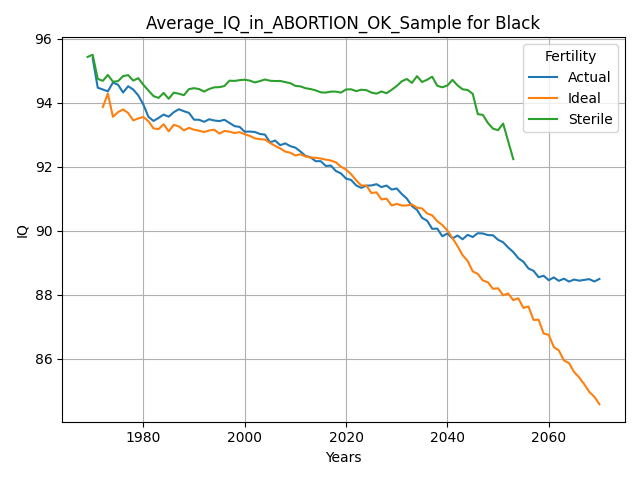 Average_IQ_in_ABORTION_OK_Sample for Black
Fertility
Actual
Ideal
Sterile
IQ
96
94
92
90
88
86
1980
2000
2020
2040
2060
Years